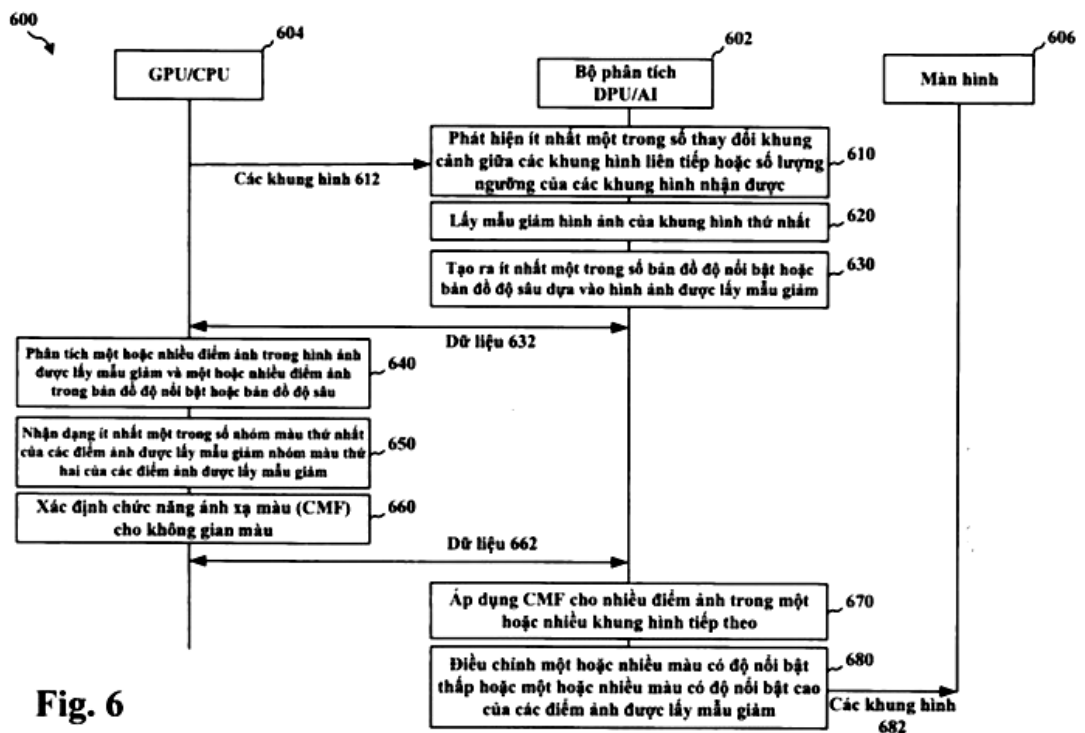 600
604
GPU/CPU
602
Bộ phân tích
DPU/AI
606
Màn hình
Phát hiện ít nhất một trong số thay đổi khung
cảnh giữa các khung hình liên tiếp hoặc số lượng
ngưỡng của các khung hình nhận được
610
Các khung hình 612
Lấy mẫu giảm hình ảnh của khung hình thứ nhất
620
Tạo ra ít nhất một trong số bản đồ độ nổi bật hoặc
bản đồ độ sâu dựa vào hình ảnh được lấy mẫu giảm
630
Dữ liệu 632
Phân tích một hoặc nhiều điểm ảnh trong hình ảnh
được lấy mẫu giảm và một hoặc nhiều điểm ảnh
trong bản đồ độ nổi bật hoặc bản đồ độ sâu
640
Nhận dạng ít nhất một trong số nhóm màu thứ nhất
của các điểm ảnh được lấy mẫu giảm nhóm màu thứ
hai của các điểm ảnh được lấy mẫu giảm
650
Xác định chức năng ánh xạ màu (CMF)
cho không gian màu
660
Dữ liệu 662
Áp dụng CMF cho nhiều điểm ảnh trong một
hoặc nhiều khung hình tiếp theo
670
Điều chỉnh một hoặc nhiều màu có độ nổi bật
thấp hoặc một hoặc nhiều màu có độ nổi bật cao
của các điểm ảnh được lấy mẫu giảm
680
Các khung hình
682
Fig. 6